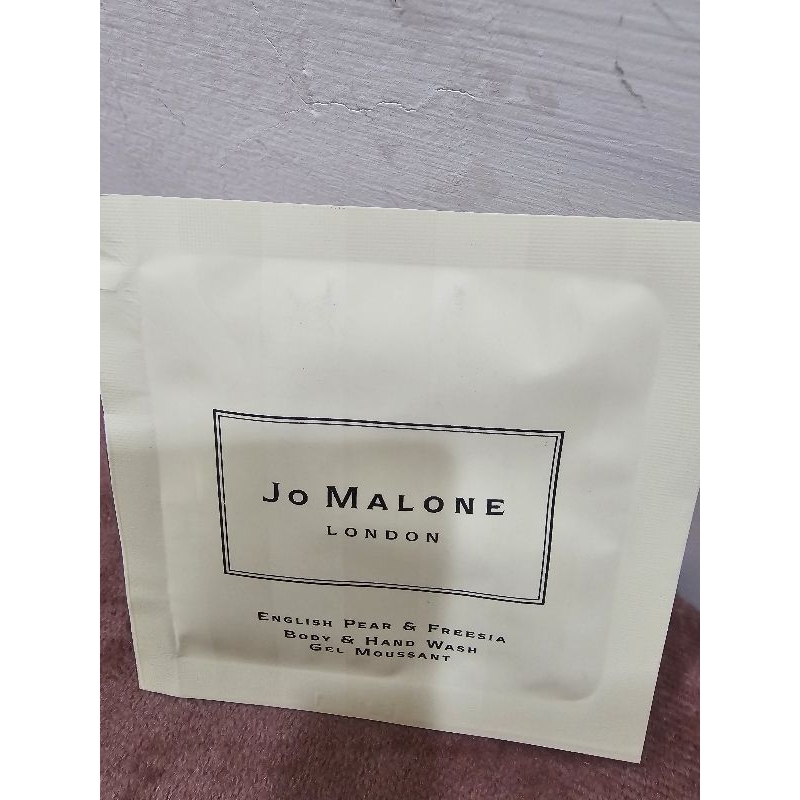 Jo Malone
LONDON
English Pear & Freesia
Body & Hand Wash
Gel Moussant